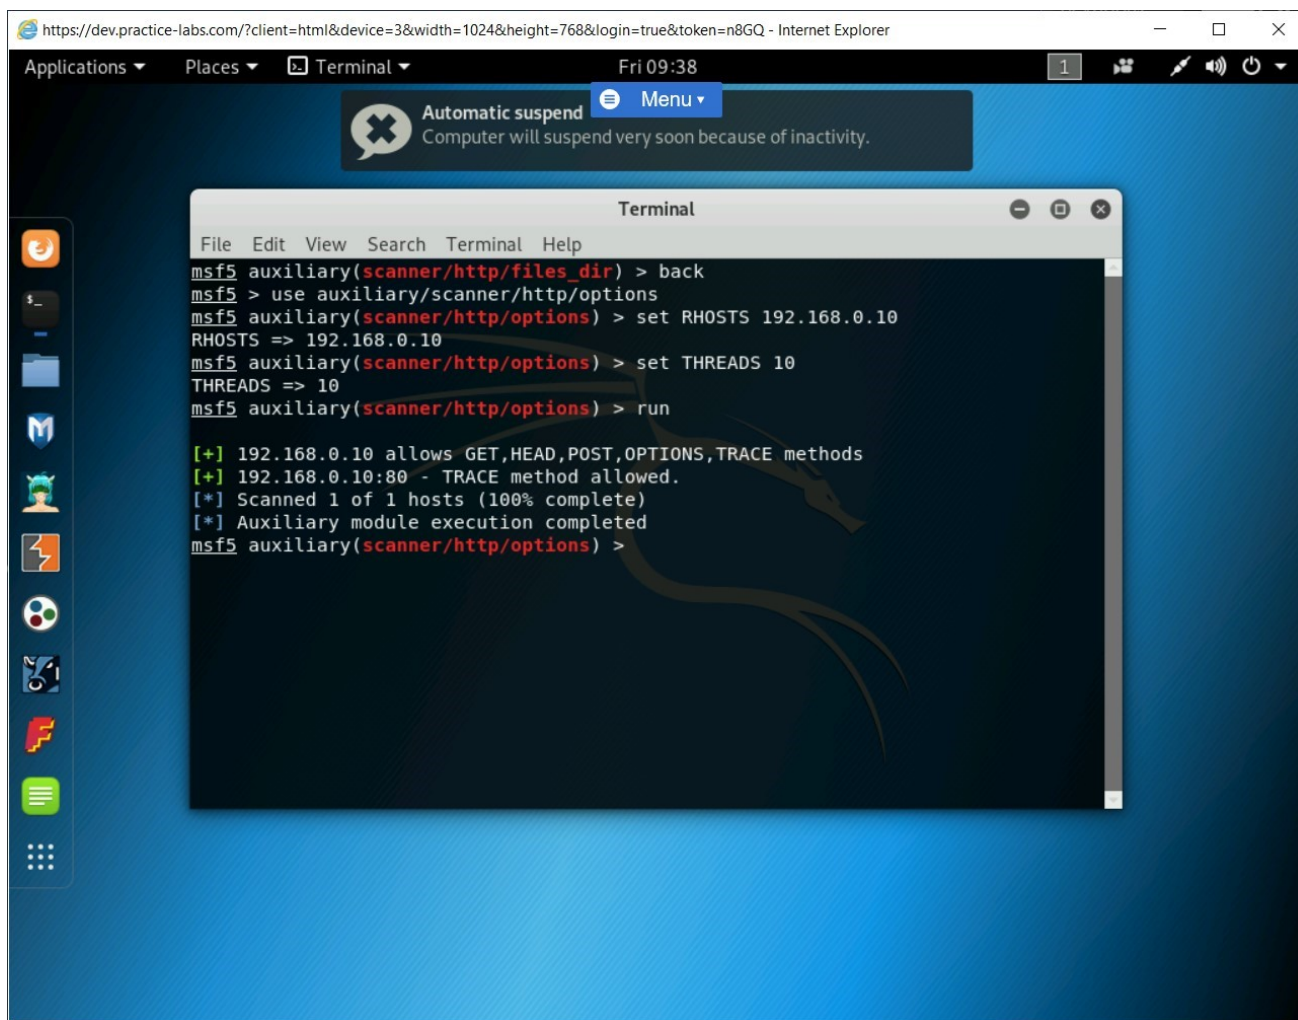 https://dev.practice-labs.com/?client=html&device=3&width=1024&height=768&login=true&token=n8GQ - Internet Explorer
Applications Places Terminal Fri 09:38 1
Menu
Automatic suspend
Computer will suspend very soon because of inactivity.
Terminal
File Edit View Search Terminal Help
msf5 auxiliary(scanner/http/files_dir) > back
msf5 > use auxiliary/scanner/http/options
msf5 auxiliary(scanner/http/options) > set RHOSTS 192.168.0.10
RHOSTS => 192.168.0.10
msf5 auxiliary(scanner/http/options) > set THREADS 10
THREADS => 10
msf5 auxiliary(scanner/http/options) > run
[+] 192.168.0.10 allows GET,HEAD,POST,OPTIONS,TRACE methods
[+] 192.168.0.10:80 - TRACE method allowed.
[*] Scanned 1 of 1 hosts (100% complete)
[*] Auxiliary module execution completed
msf5 auxiliary(scanner/http/options) >